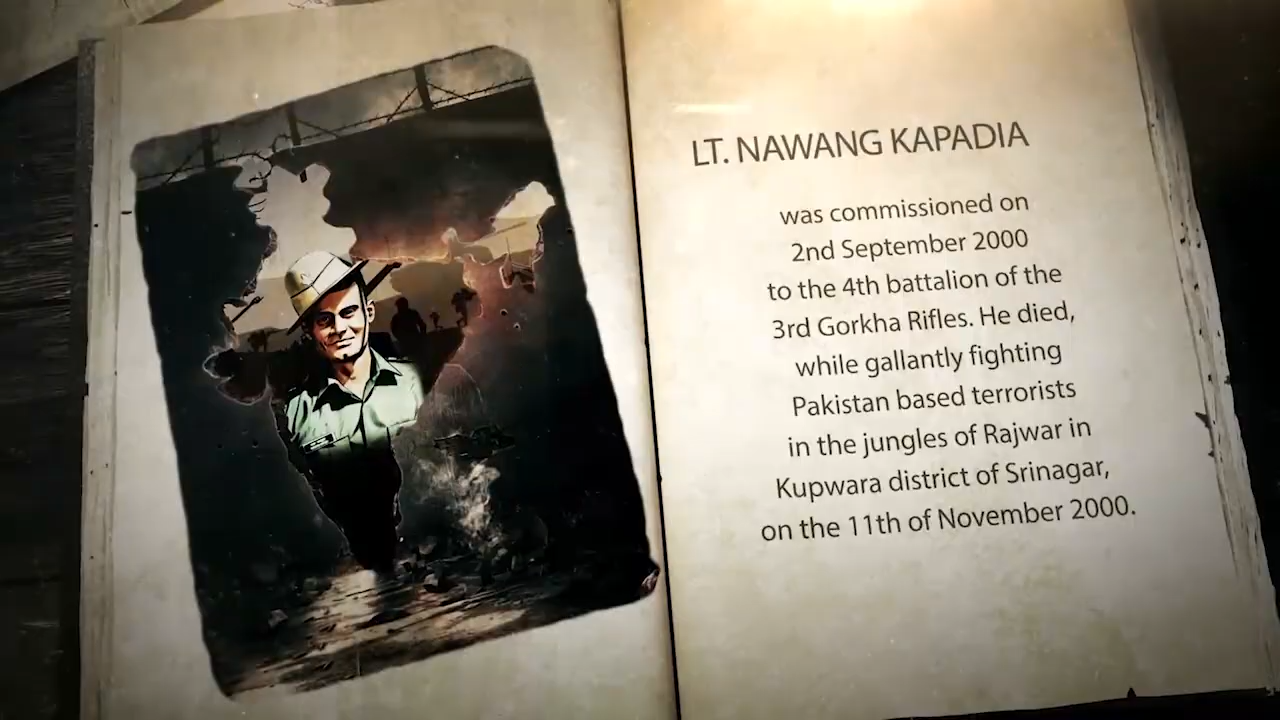 LT. NAWANG KAPADIA
was commissioned on
2nd September 2000
to the 4th battalion of the
3rd Gorkha Rifles. He died,
while gallantly fighting
Pakistan based terrorists
in the jungles of Rajwar in
Kupwara district of Srinagar,
on the 11th of November 2000.